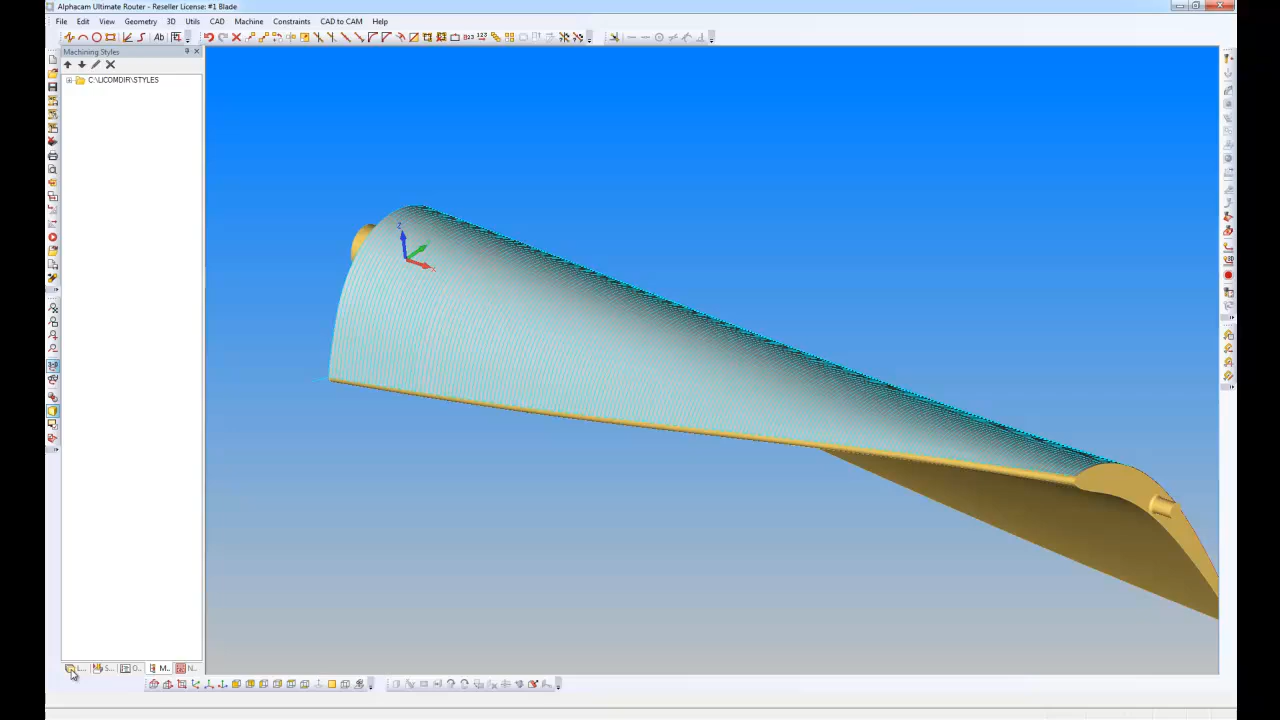 Alphacam Ultimate Router - Reseller License: #1 Blade
File Edit View Geometry 3D Utils CAD Machine Constraints CAD to CAM Help
Ab
Machining Styles
C:\LICOMDIR\STYLES
Z
X
L... S... O... M... N...